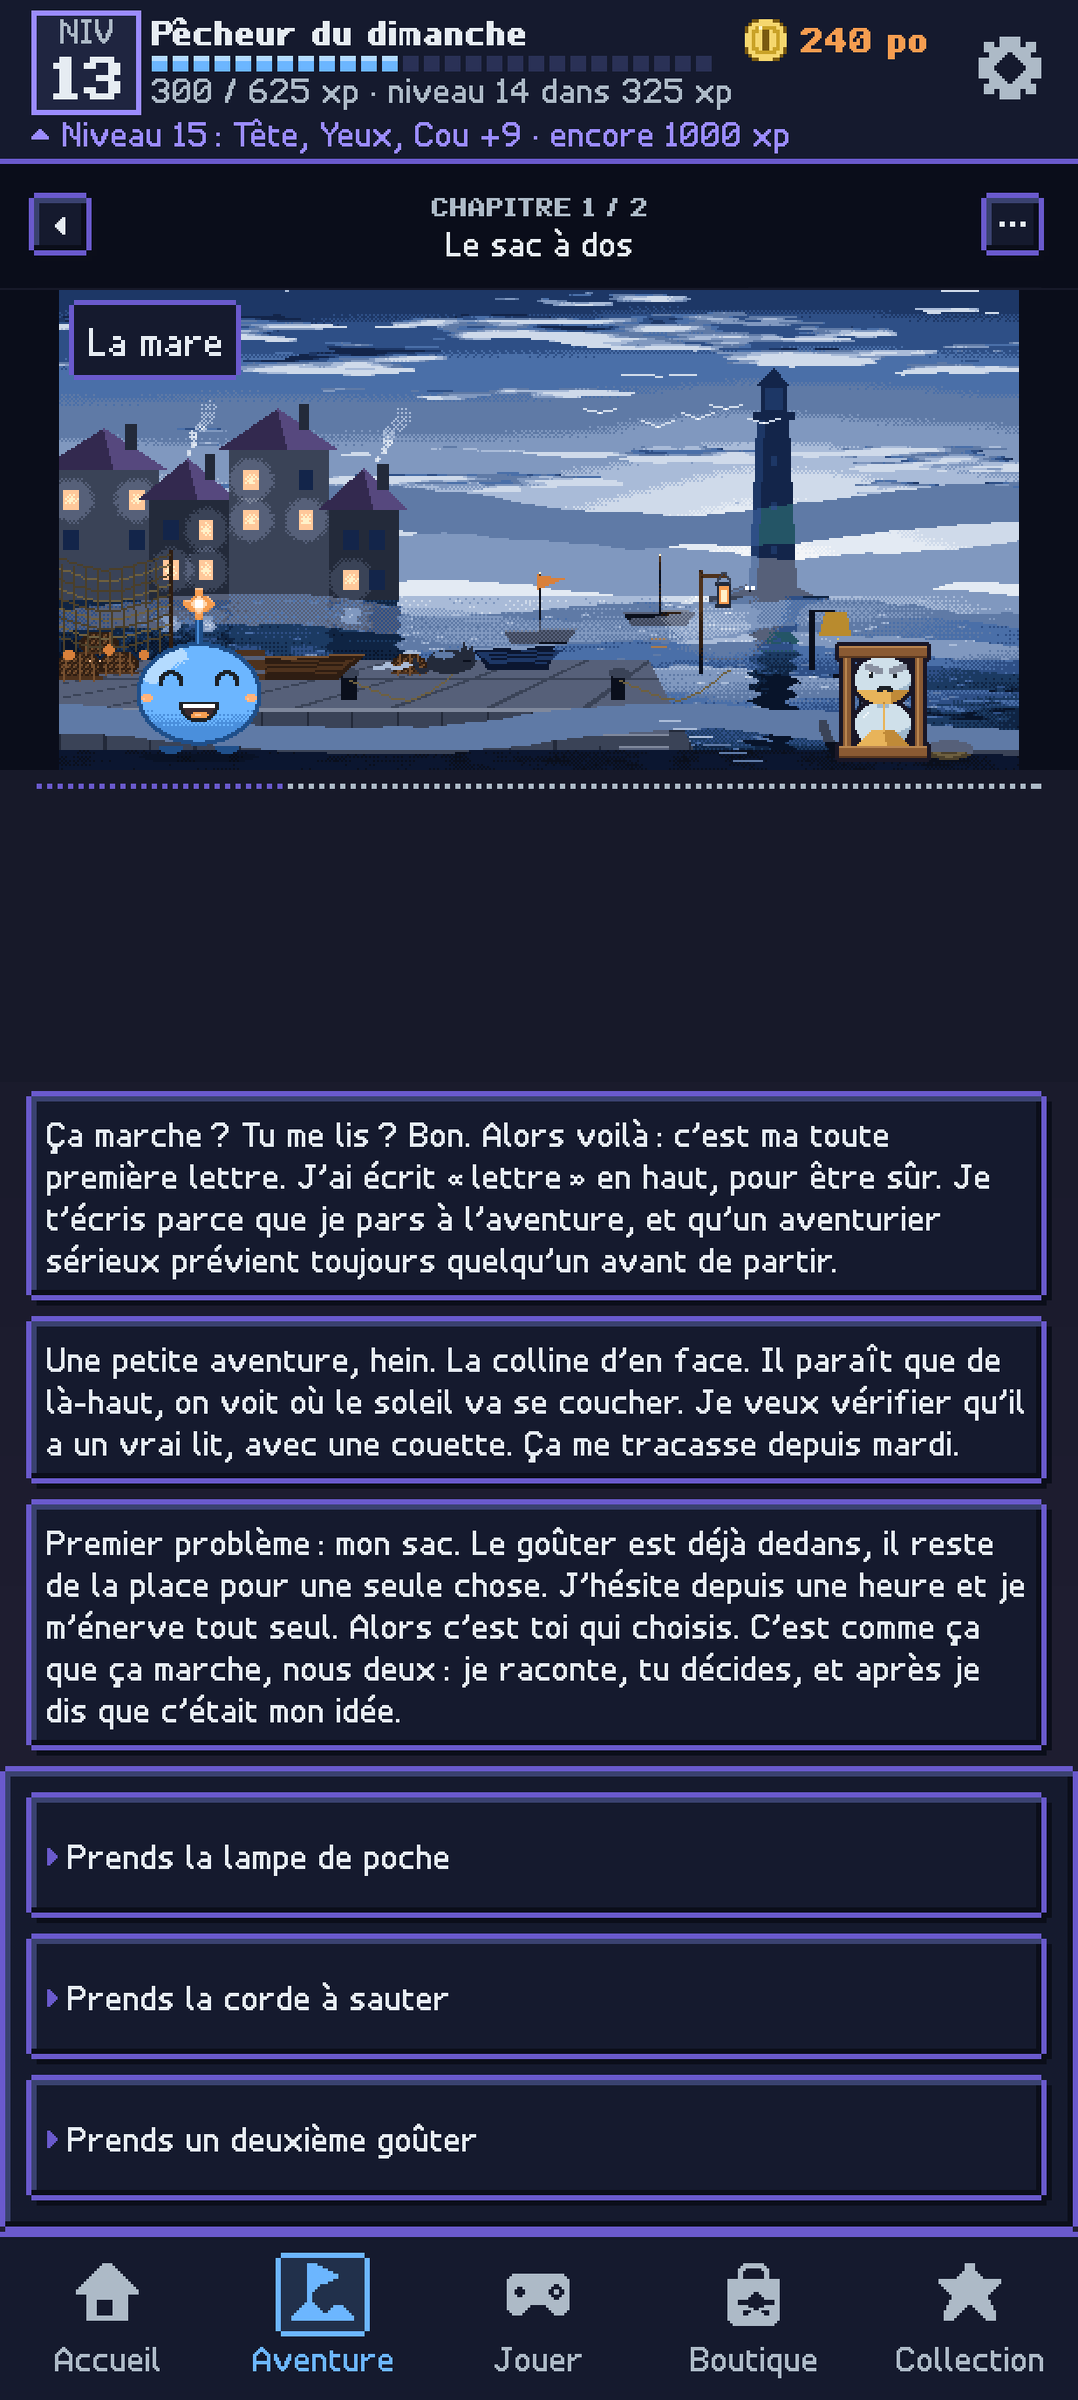 NIV
13
Pêcheur du dimanche
240 po
300 / 625 xp · niveau 14 dans 325 xp
Niveau 15 : Tête, Yeux, Cou +9 · encore 1000 xp
CHAPITRE 1 / 2
Le sac à dos
La mare
Ça marche ? Tu me lis ? Bon. Alors voilà : c’est ma toute
première lettre. J’ai écrit « lettre » en haut, pour être sûr. Je
t’écris parce que je pars à l’aventure, et qu’un aventurier
sérieux prévient toujours quelqu’un avant de partir.
Une petite aventure, hein. La colline d’en face. Il paraît que de
là-haut, on voit où le soleil va se coucher. Je veux vérifier qu’il
a un vrai lit, avec une couette. Ça me tracasse depuis mardi.
Premier problème : mon sac. Le goûter est déjà dedans, il reste
de la place pour une seule chose. J’hésite depuis une heure et je
m’énerve tout seul. Alors c’est toi qui choisis. C’est comme ça
que ça marche, nous deux : je raconte, tu décides, et après je
dis que c’était mon idée.
Prends la lampe de poche
Prends la corde à sauter
Prends un deuxième goûter
Accueil
Aventure
Jouer
Boutique
Collection